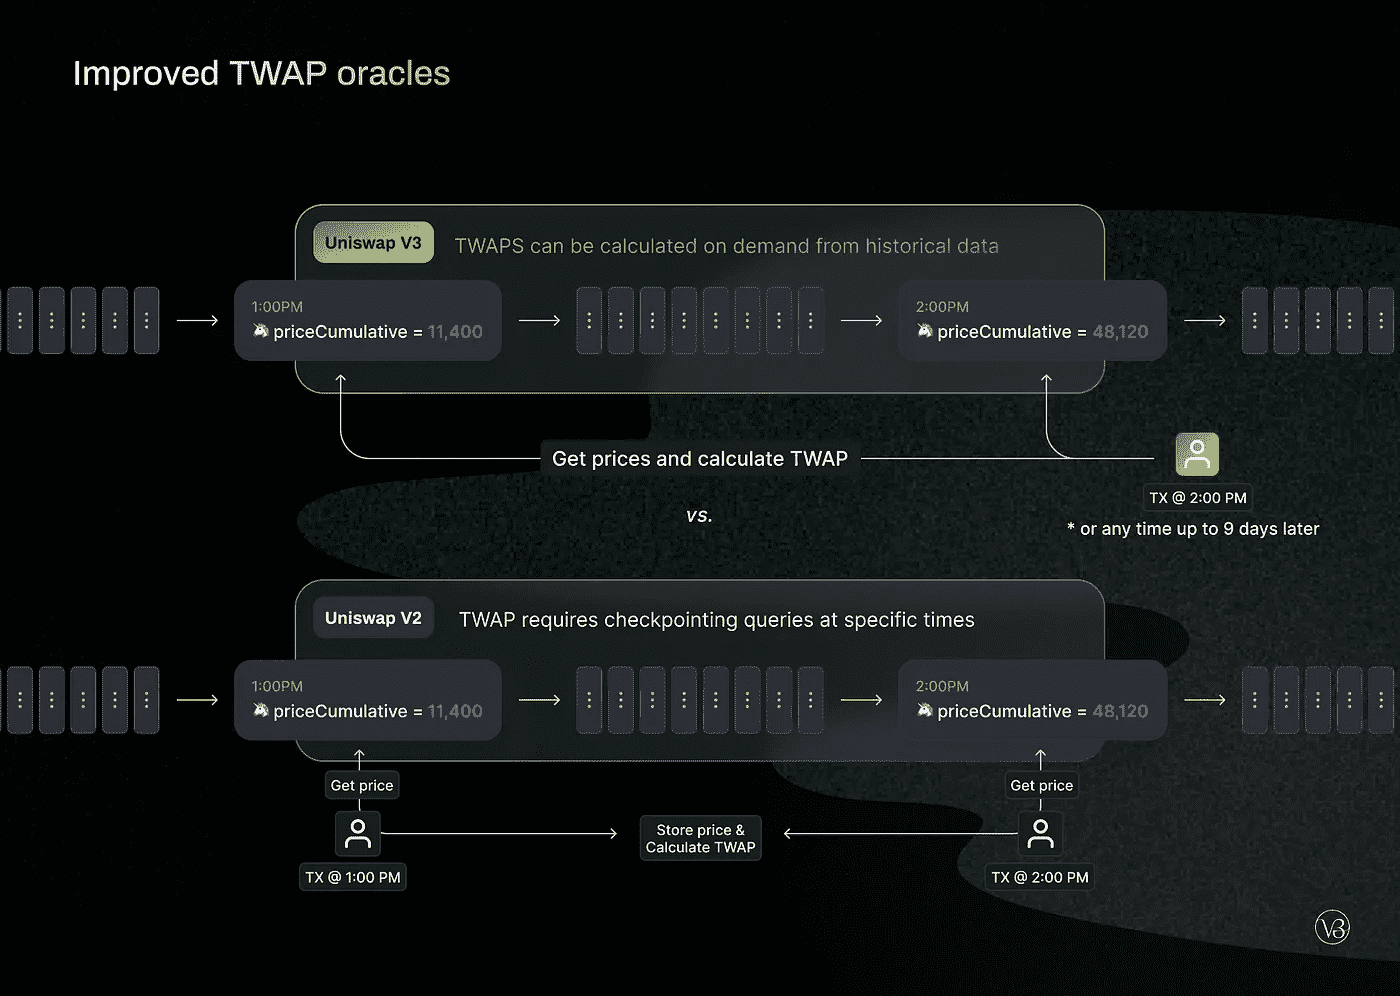 Improved TWAP oracles
Uniswap V3
TWAPS can be calculated on demand from historical data
1:00PM
priceCumulative = 11,400
2:00PM
priceCumulative = 48,120
Get prices and calculate TWAP
TX @ 2:00 PM
* or any time up to 9 days later
vs.
Uniswap V2
TWAP requires checkpointing queries at specific times
1:00PM
priceCumulative = 11,400
2:00PM
priceCumulative = 48,120
Get price
Get price
Store price &
Calculate TWAP
TX @ 1:00 PM
TX @ 2:00 PM
V3